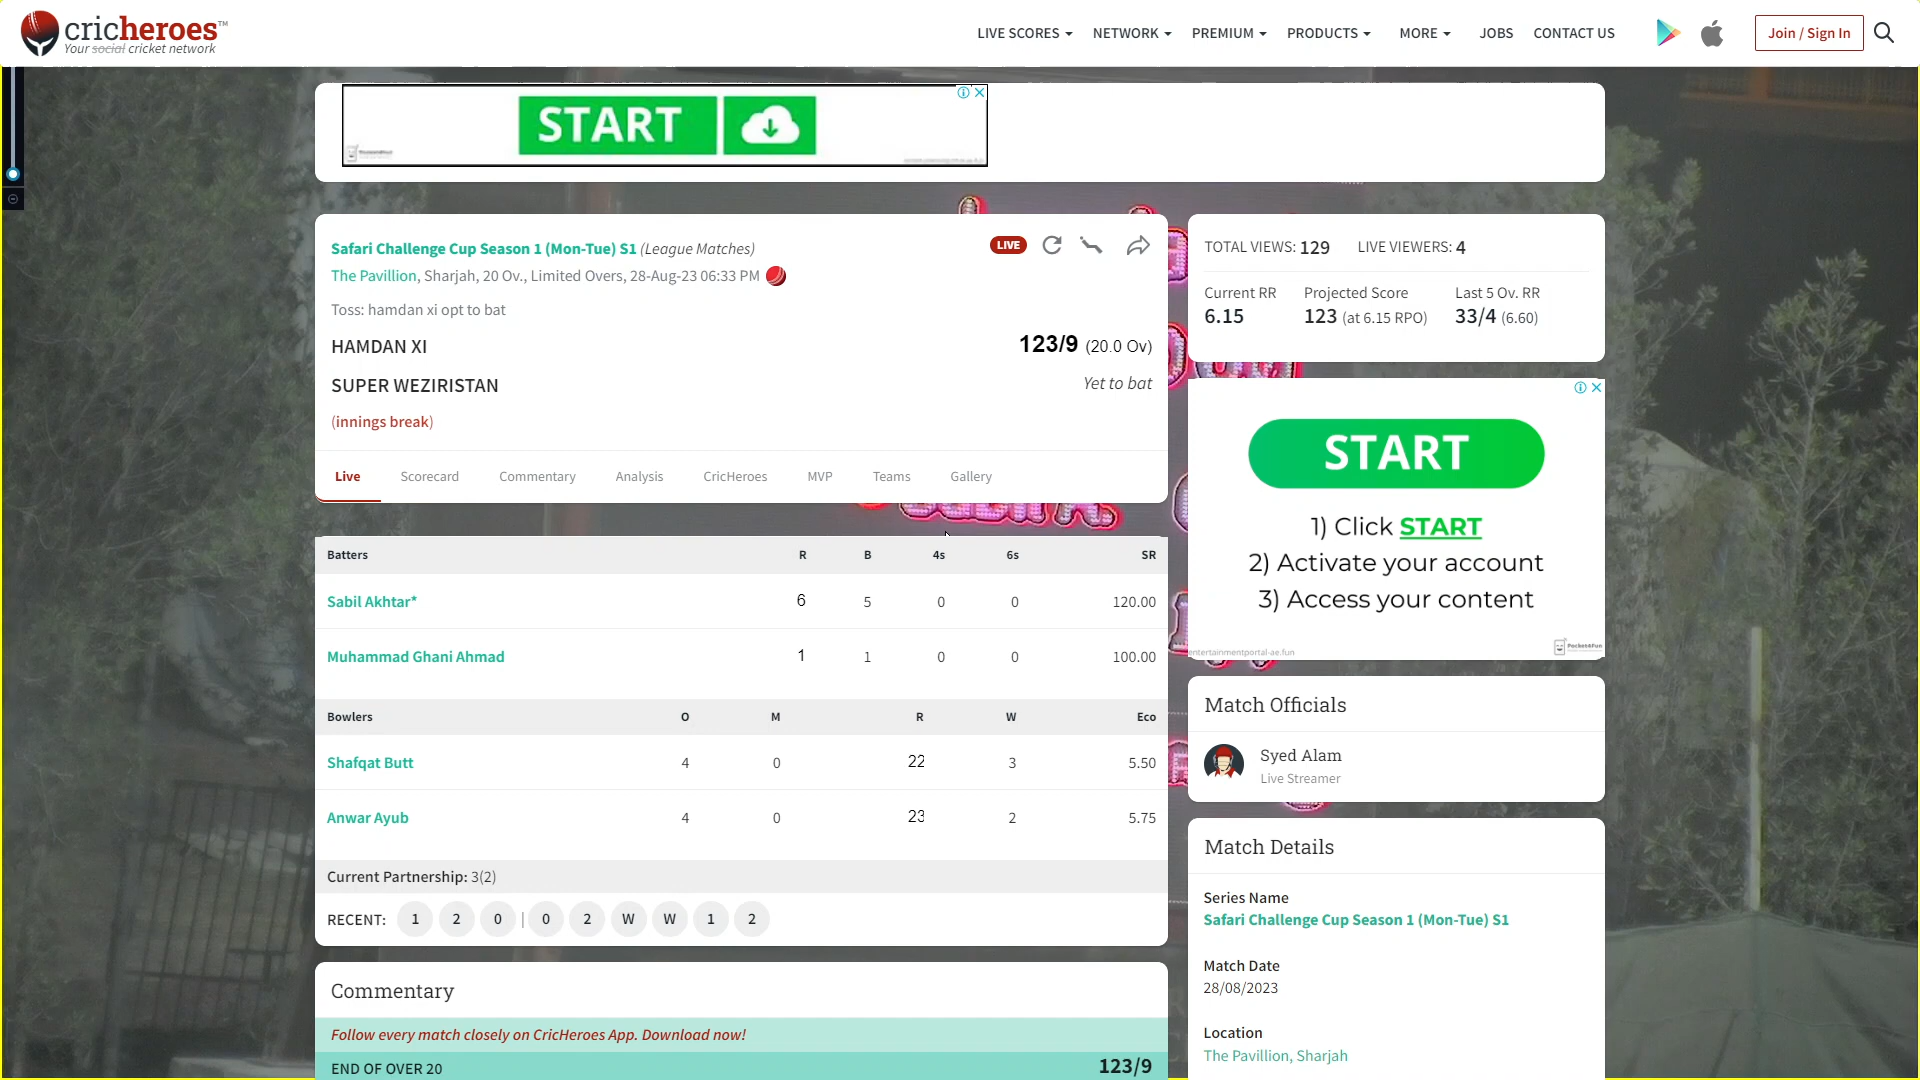 cricheroes™
Your social cricket network
LIVE SCORES NETWORK PREMIUM PRODUCTS MORE JOBS CONTACT US Join / Sign In
START
Safari Challenge Cup Season 1 (Mon-Tue) S1 (League Matches)
LIVE
The Pavillion, Sharjah, 20 Ov., Limited Overs, 28-Aug-23 06:33 PM
Toss: hamdan xi opt to bat
HAMDAN XI 123/9 (20.0 Ov)
SUPER WEZIRISTAN Yet to bat
(innings break)
Live Scorecard Commentary Analysis CricHeroes MVP Teams Gallery
Batters R B 4s 6s SR
Sabil Akhtar* 6 5 0 0 120.00
Muhammad Ghani Ahmad 1 1 0 0 100.00
Bowlers O M R W Eco
Shafqat Butt 4 0 22 3 5.50
Anwar Ayub 4 0 23 2 5.75
Current Partnership: 3(2)
RECENT: 1 2 0 | 0 2 W W 1 2
Commentary
Follow every match closely on CricHeroes App. Download now!
END OF OVER 20 123/9
TOTAL VIEWS: 129 LIVE VIEWERS: 4
Current RR Projected Score Last 5 Ov. RR
6.15 123 (at 6.15 RPO) 33/4 (6.60)
START
1) Click START
2) Activate your account
3) Access your content
entertainmentportal-ae.fun
Pocket4Fun
Match Officials
Syed Alam
Live Streamer
Match Details
Series Name
Safari Challenge Cup Season 1 (Mon-Tue) S1
Match Date
28/08/2023
Location
The Pavillion, Sharjah